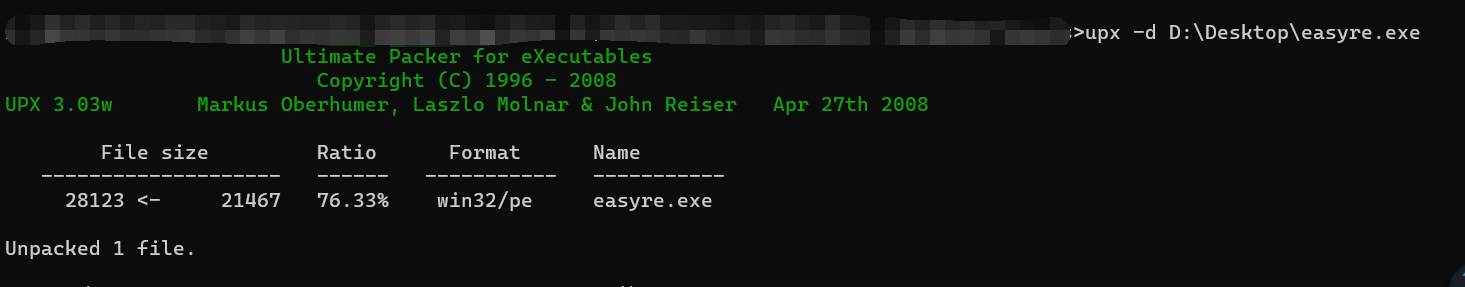 >upx -d D:\Desktop\easyre.exe
Ultimate Packer for eXecutables
Copyright (C) 1996 - 2008
UPX 3.03w Markus Oberhumer, Laszlo Molnar & John Reiser Apr 27th 2008
File size Ratio Format Name
-------------------- ------ ----------- -----------
28123 <- 21467 76.33% win32/pe easyre.exe
Unpacked 1 file.